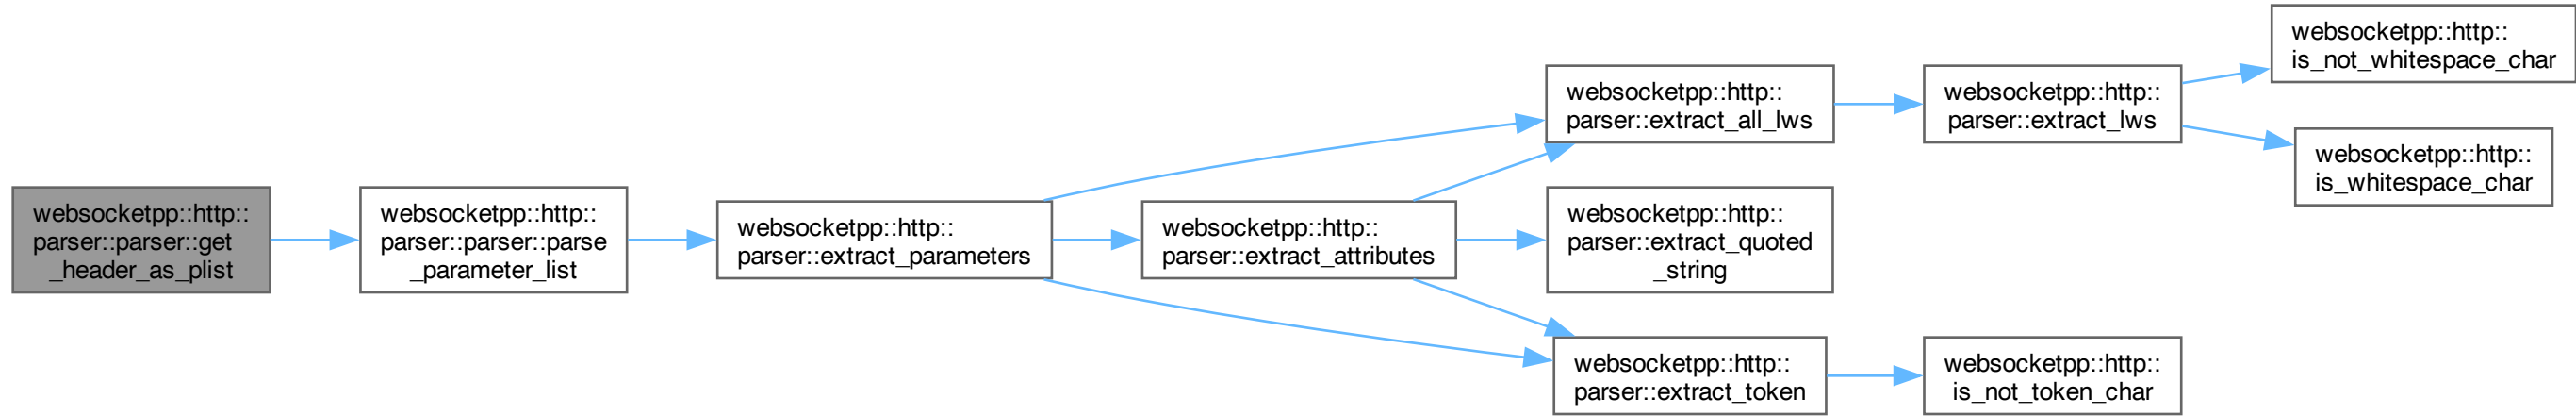 websocketpp::http::
parser::parser::get
_header_as_plist
websocketpp::http::
parser::parser::parse
_parameter_list
websocketpp::http::
parser::extract_parameters
websocketpp::http::
parser::extract_attributes
websocketpp::http::
parser::extract_all_lws
websocketpp::http::
parser::extract_quoted
_string
websocketpp::http::
parser::extract_token
websocketpp::http::
parser::extract_lws
websocketpp::http::
is_not_token_char
websocketpp::http::
is_not_whitespace_char
websocketpp::http::
is_whitespace_char